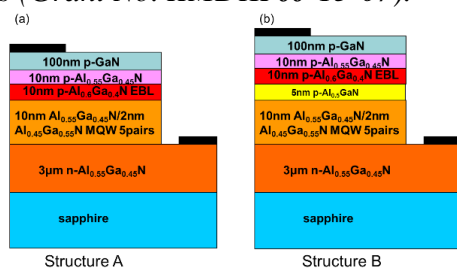 (Grant No. 
(a)
100nm p-GaN
10nm p-Al0.55Ga0.45N
10nm p-Al0.6Ga0.4N EBL
10nm Al0.55Ga0.45N/2nm
Al0.45Ga0.55N MQW 5pairs
3μm n-Al0.55Ga0.45N
sapphire
Structure A
(b)
100nm p-GaN
10nm p-Al0.55Ga0.45N
10nm p-Al0.6Ga0.4N EBL
5nm p-Al0.5GaN
10nm Al0.55Ga0.45N/2nm
Al0.45Ga0.55N MQW 5pairs
3μm n-Al0.55Ga0.45N
sapphire
Structure B